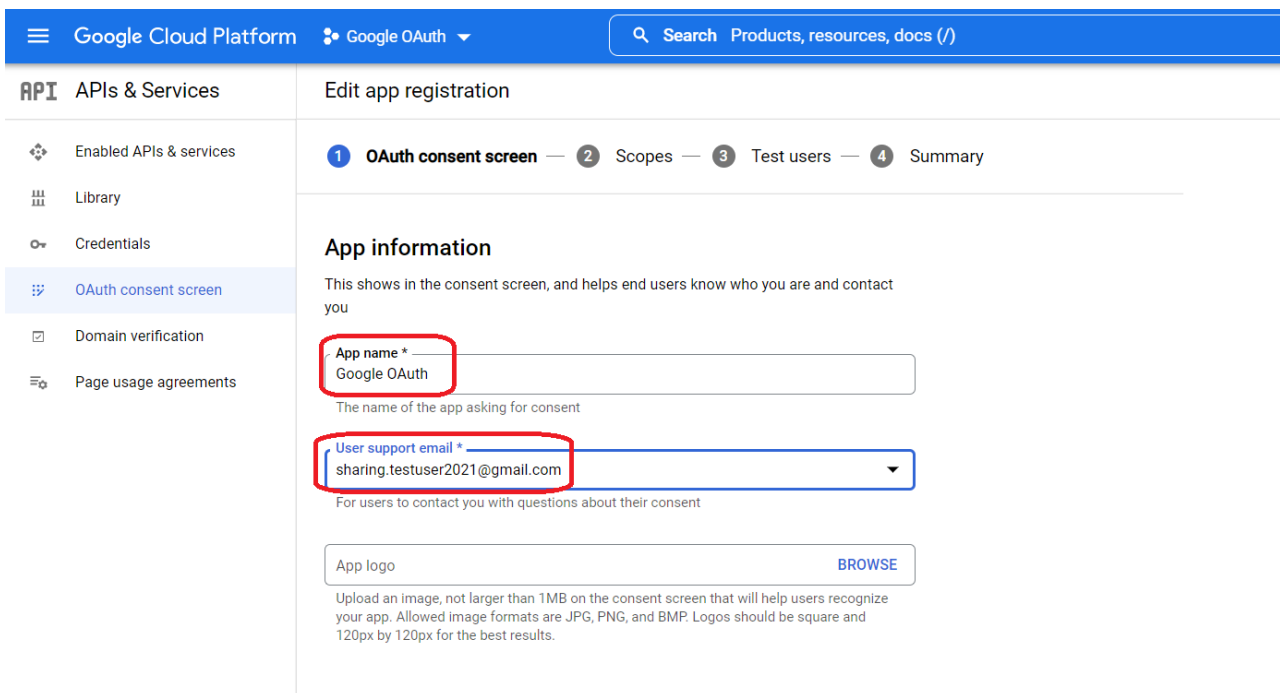 Google Cloud Platform
Google OAuth
Search Products, resources, docs (/)
API APIs & Services
Edit app registration
Enabled APIs & services
Library
Credentials
OAuth consent screen
Domain verification
Page usage agreements
1 OAuth consent screen — 2 Scopes — 3 Test users — 4 Summary
App information
This shows in the consent screen, and helps end users know who you are and contact
you
App name *
Google OAuth
The name of the app asking for consent
User support email *
sharing.testuser2021@gmail.com
For users to contact you with questions about their consent
App logo BROWSE
Upload an image, not larger than 1MB on the consent screen that will help users recognize
your app. Allowed image formats are JPG, PNG, and BMP. Logos should be square and
120px by 120px for the best results.